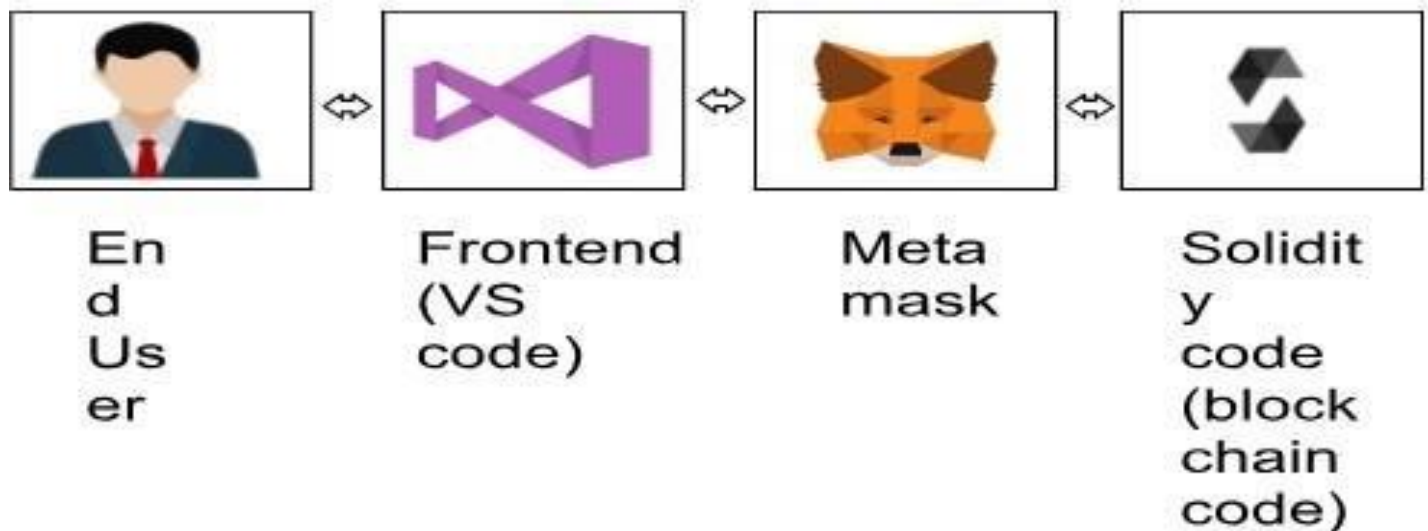 En
d
Us
er
Frontend
(VS
code)
Meta
mask
Solidit
y
code
(block
chain
code)